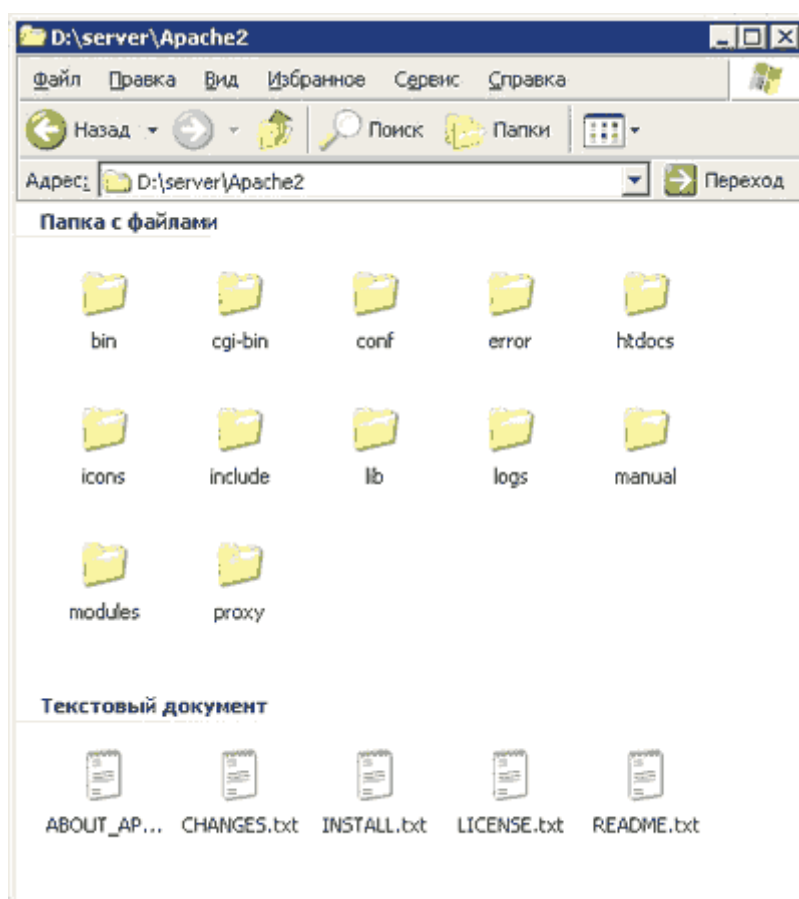 D:\server\Apache2
Файл Правка Вид Избранное Сервис Справка
Назад Поиск Папки
Адрес: D:\server\Apache2 Переход
Папка с файлами
bin cgi-bin conf error htdocs
icons include lib logs manual
modules proxy
Текстовый документ
ABOUT_AP... CHANGES.txt INSTALL.txt LICENSE.txt README.txt